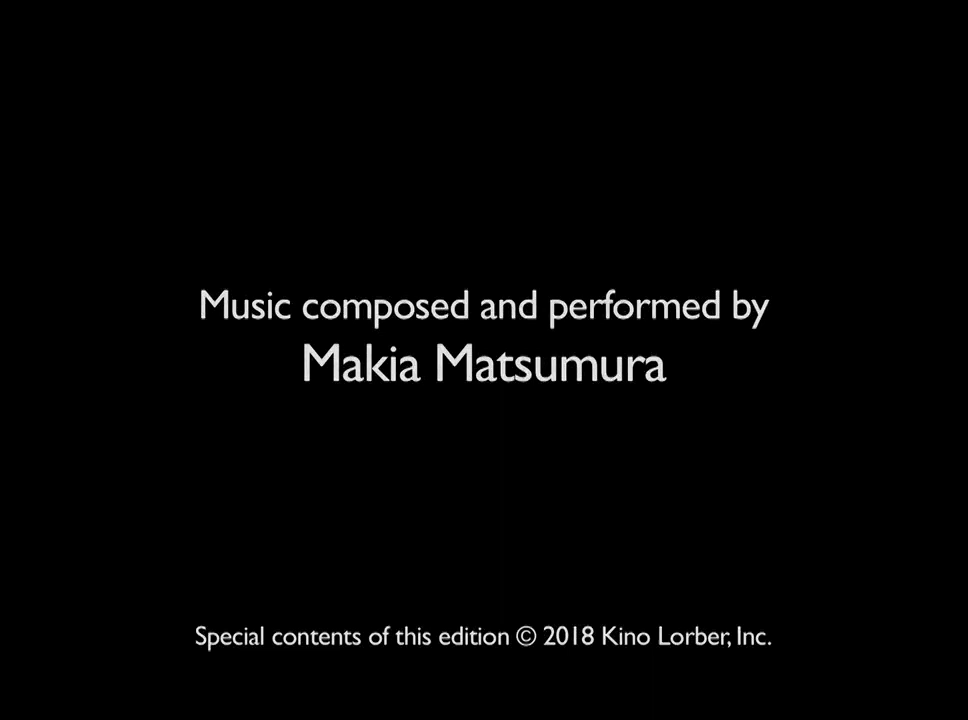 Music composed and performed by
Makia Matsumura
Special contents of this edition © 2018 Kino Lorber, Inc.